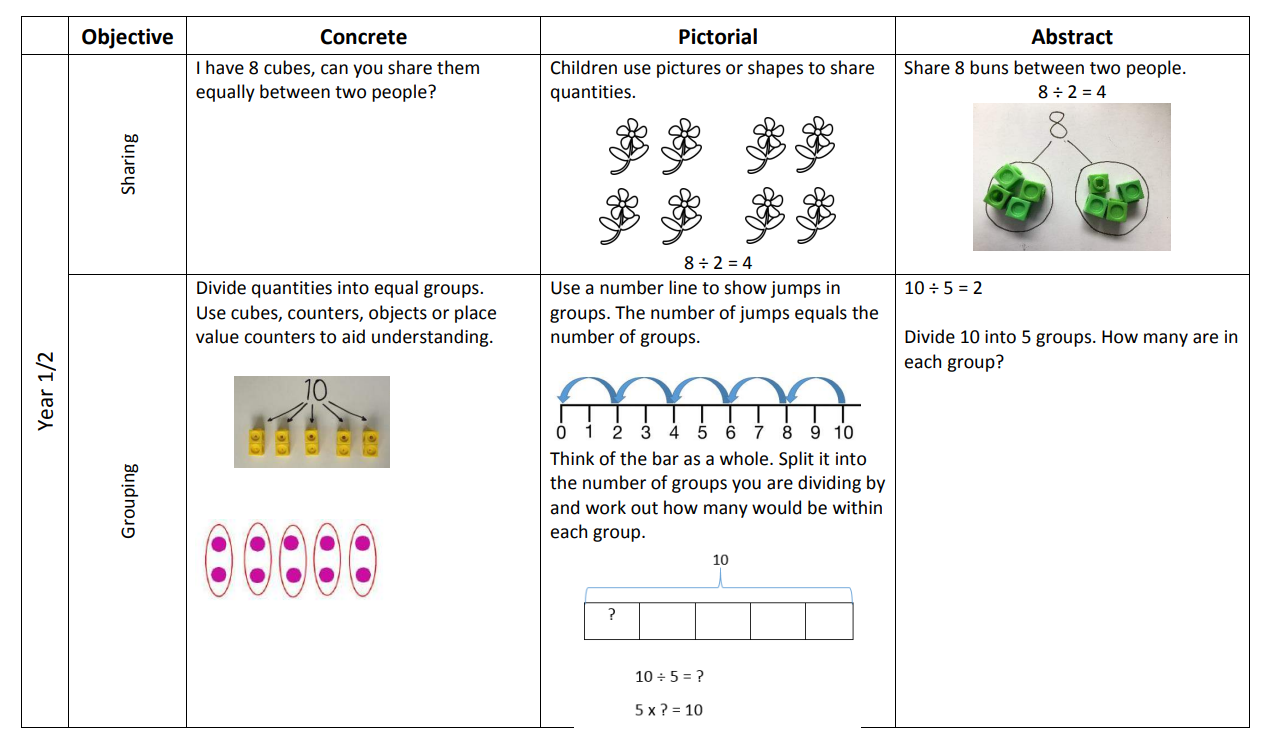 Objective
Concrete
Pictorial
Abstract
Year 1/2
Sharing
I have 8 cubes, can you share them
equally between two people?
Children use pictures or shapes to share
quantities.
8 ÷ 2 = 4
Share 8 buns between two people.
8 ÷ 2 = 4
8
Grouping
Divide quantities into equal groups.
Use cubes, counters, objects or place
value counters to aid understanding.
10
Use a number line to show jumps in
groups. The number of jumps equals the
number of groups.
0 1 2 3 4 5 6 7 8 9 10
Think of the bar as a whole. Split it into
the number of groups you are dividing by
and work out how many would be within
each group.
10
?
10 ÷ 5 = ?
5 x ? = 10
10 ÷ 5 = 2
Divide 10 into 5 groups. How many are in
each group?